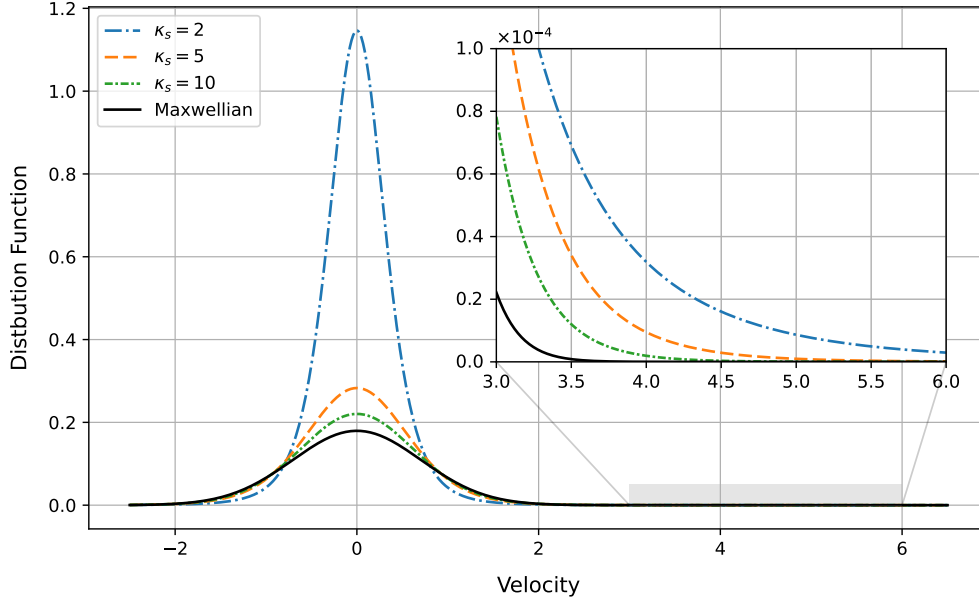 1.2
1.0
0.8
0.6
0.4
0.2
0.0
Distbution Function
κs = 2
κs = 5
κs = 10
Maxwellian
×10−4
1.0
0.8
0.6
0.4
0.2
0.0
3.0 3.5 4.0 4.5 5.0 5.5 6.0
−2 0 2 4 6
Velocity